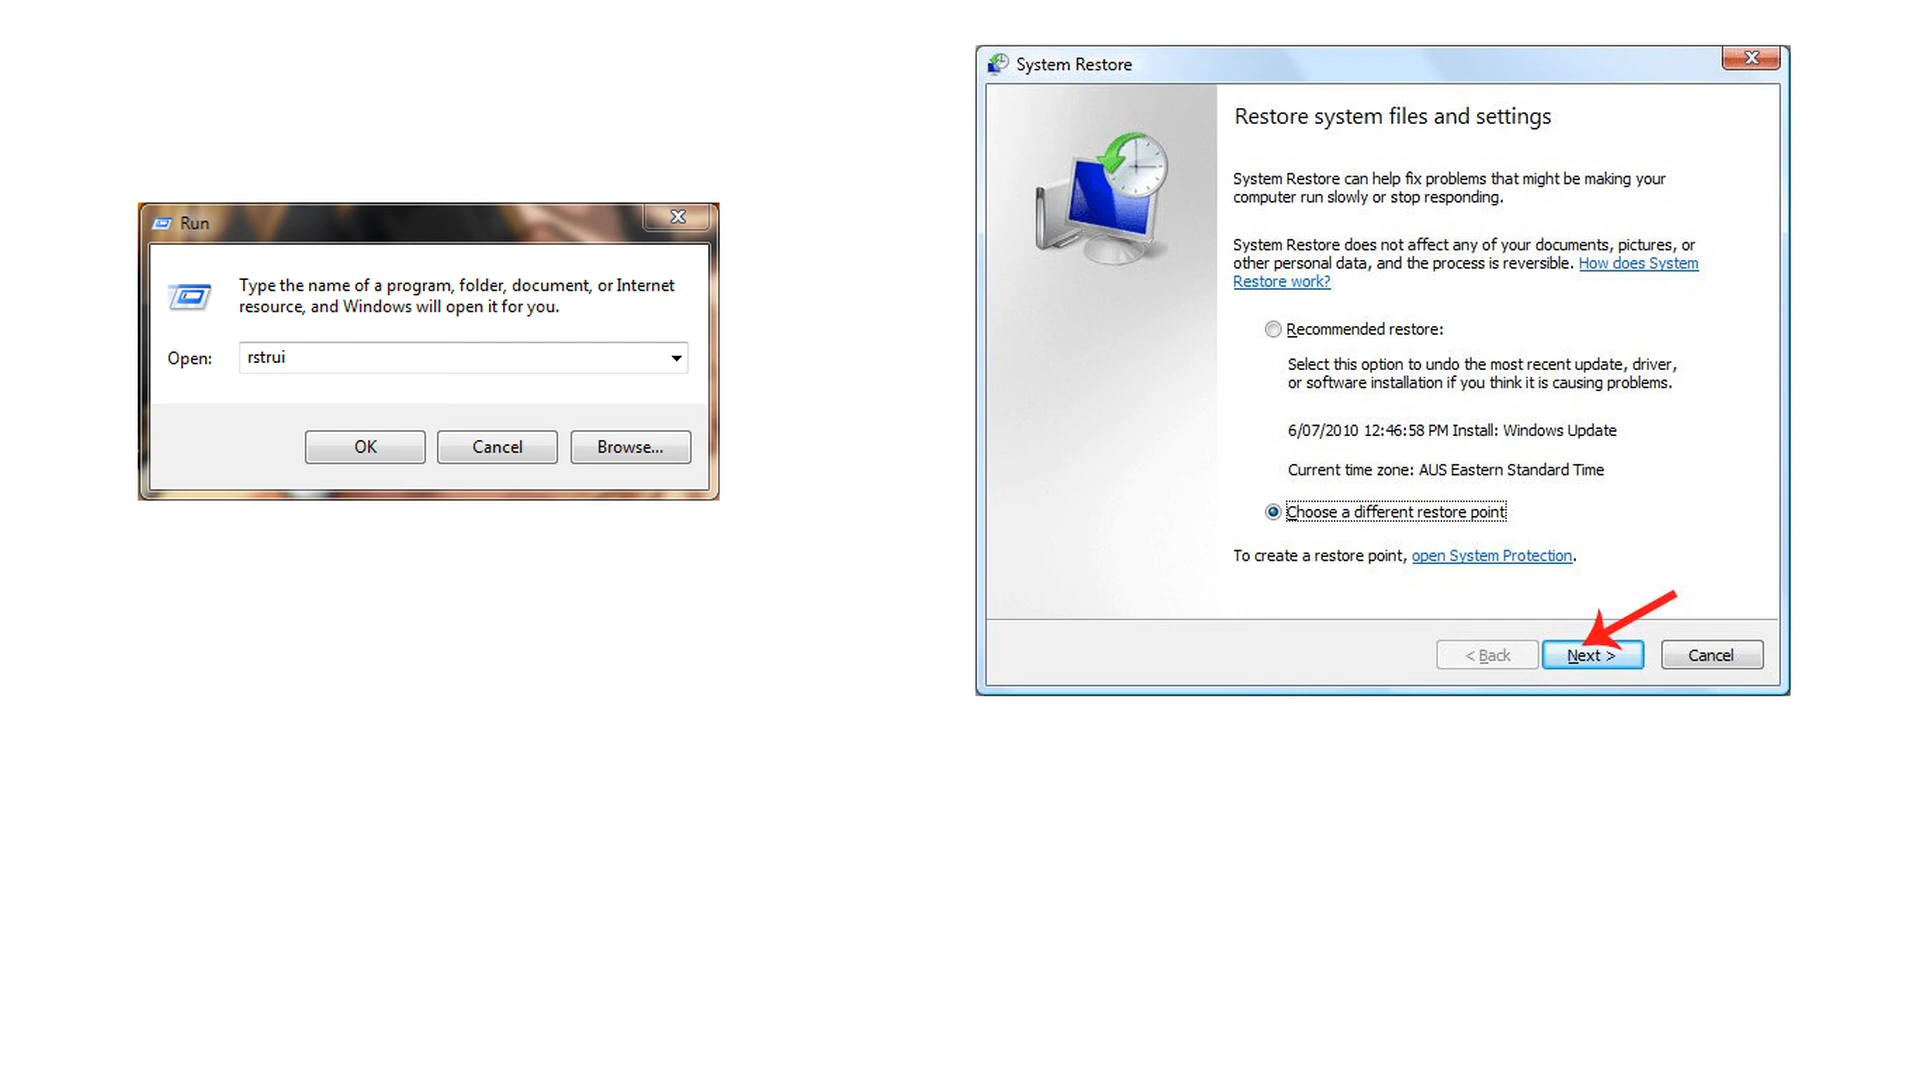 Run
Type the name of a program, folder, document, or Internet
resource, and Windows will open it for you.
Open: rstrui
OK Cancel Browse...
System Restore
Restore system files and settings
System Restore can help fix problems that might be making your
computer run slowly or stop responding.
System Restore does not affect any of your documents, pictures, or
other personal data, and the process is reversible. How does System
Restore work?
Recommended restore:
Select this option to undo the most recent update, driver,
or software installation if you think it is causing problems.
6/07/2010 12:46:58 PM Install: Windows Update
Current time zone: AUS Eastern Standard Time
Choose a different restore point
To create a restore point, open System Protection.
< Back Next > Cancel